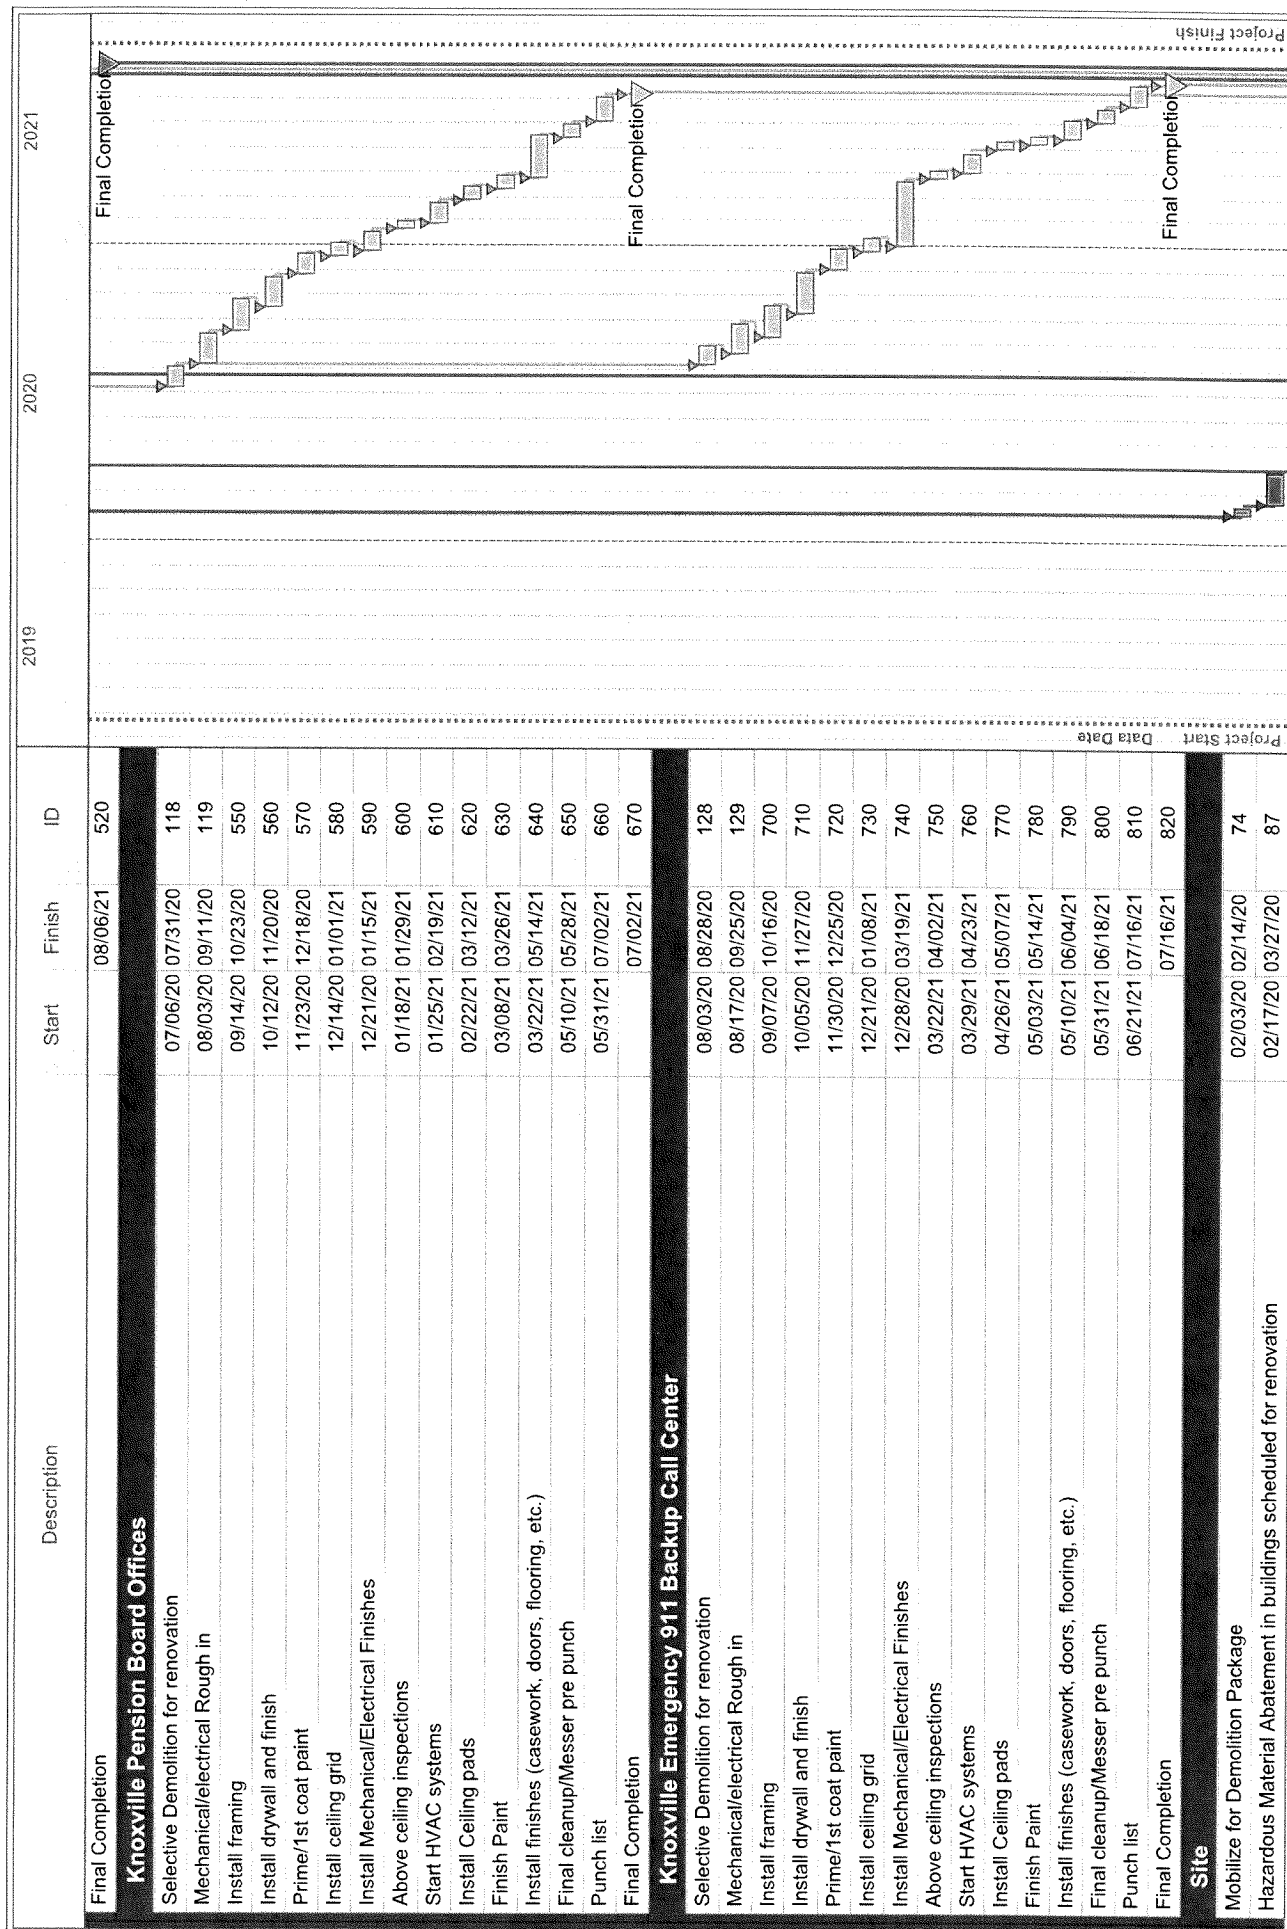 Description Start Finish ID 2019 2020 2021
Final Completion 08/06/21 520
Final Completion
Knoxville Pension Board Offices
Selective Demolition for renovation 07/06/20 07/31/20 118
Mechanical/electrical Rough in 08/03/20 09/11/20 119
Install framing 09/14/20 10/23/20 550
Install drywall and finish 10/12/20 11/20/20 560
Prime/1st coat paint 11/23/20 12/18/20 570
Install ceiling grid 12/14/20 01/01/21 580
Install Mechanical/Electrical Finishes 12/21/20 01/15/21 590
Above ceiling inspections 01/18/21 01/29/21 600
Start HVAC systems 01/25/21 02/19/21 610
Install Ceiling pads 02/22/21 03/12/21 620
Finish Paint 03/08/21 03/26/21 630
Install finishes (casework, doors, flooring, etc.) 03/22/21 05/14/21 640
Final cleanup/Messer pre punch 05/10/21 05/28/21 650
Punch list 05/31/21 07/02/21 660
Final Completion 07/02/21 670
Final Completion
Knoxville Emergency 911 Backup Call Center
Selective Demolition for renovation 08/03/20 08/28/20 128
Mechanical/electrical Rough in 08/17/20 09/25/20 129
Install framing 09/07/20 10/16/20 700
Install drywall and finish 10/05/20 11/27/20 710
Prime/1st coat paint 11/30/20 12/25/20 720
Install ceiling grid 12/21/20 01/08/21 730
Install Mechanical/Electrical Finishes 12/28/20 03/19/21 740
Above ceiling inspections 03/22/21 04/02/21 750
Start HVAC systems 03/29/21 04/23/21 760
Install Ceiling pads 04/26/21 05/07/21 770
Finish Paint 05/03/21 05/14/21 780
Install finishes (casework, doors, flooring, etc.) 05/10/21 06/04/21 790
Final cleanup/Messer pre punch 05/31/21 06/18/21 800
Punch list 06/21/21 07/16/21 810
Final Completion 07/16/21 820
Final Completion
Site
Mobilize for Demolition Package 02/03/20 02/14/20 74
Hazardous Material Abatement in buildings scheduled for renovation 02/17/20 03/27/20 87
Data Date
Project Start
Project Finish